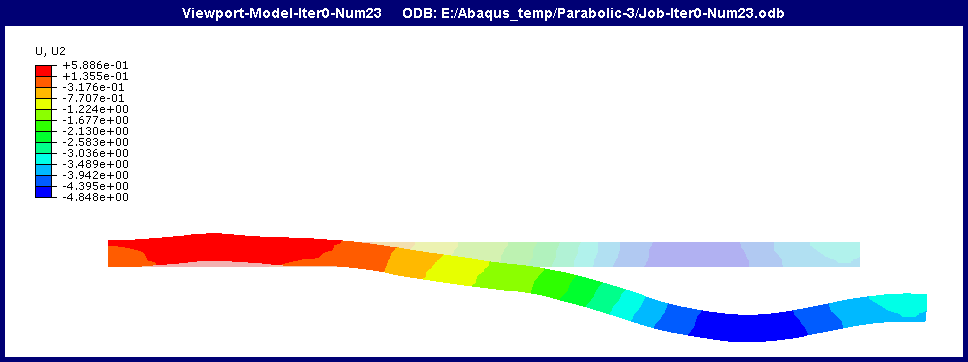 Viewport-Model-Iter0-Num23 ODB: E:/Abaqus_temp/Parabolic-3/Job-Iter0-Num23.odb
U, U2
+5.886e-01
+1.355e-01
-3.176e-01
-7.707e-01
-1.224e+00
-1.677e+00
-2.130e+00
-2.583e+00
-3.036e+00
-3.489e+00
-3.942e+00
-4.395e+00
-4.848e+00